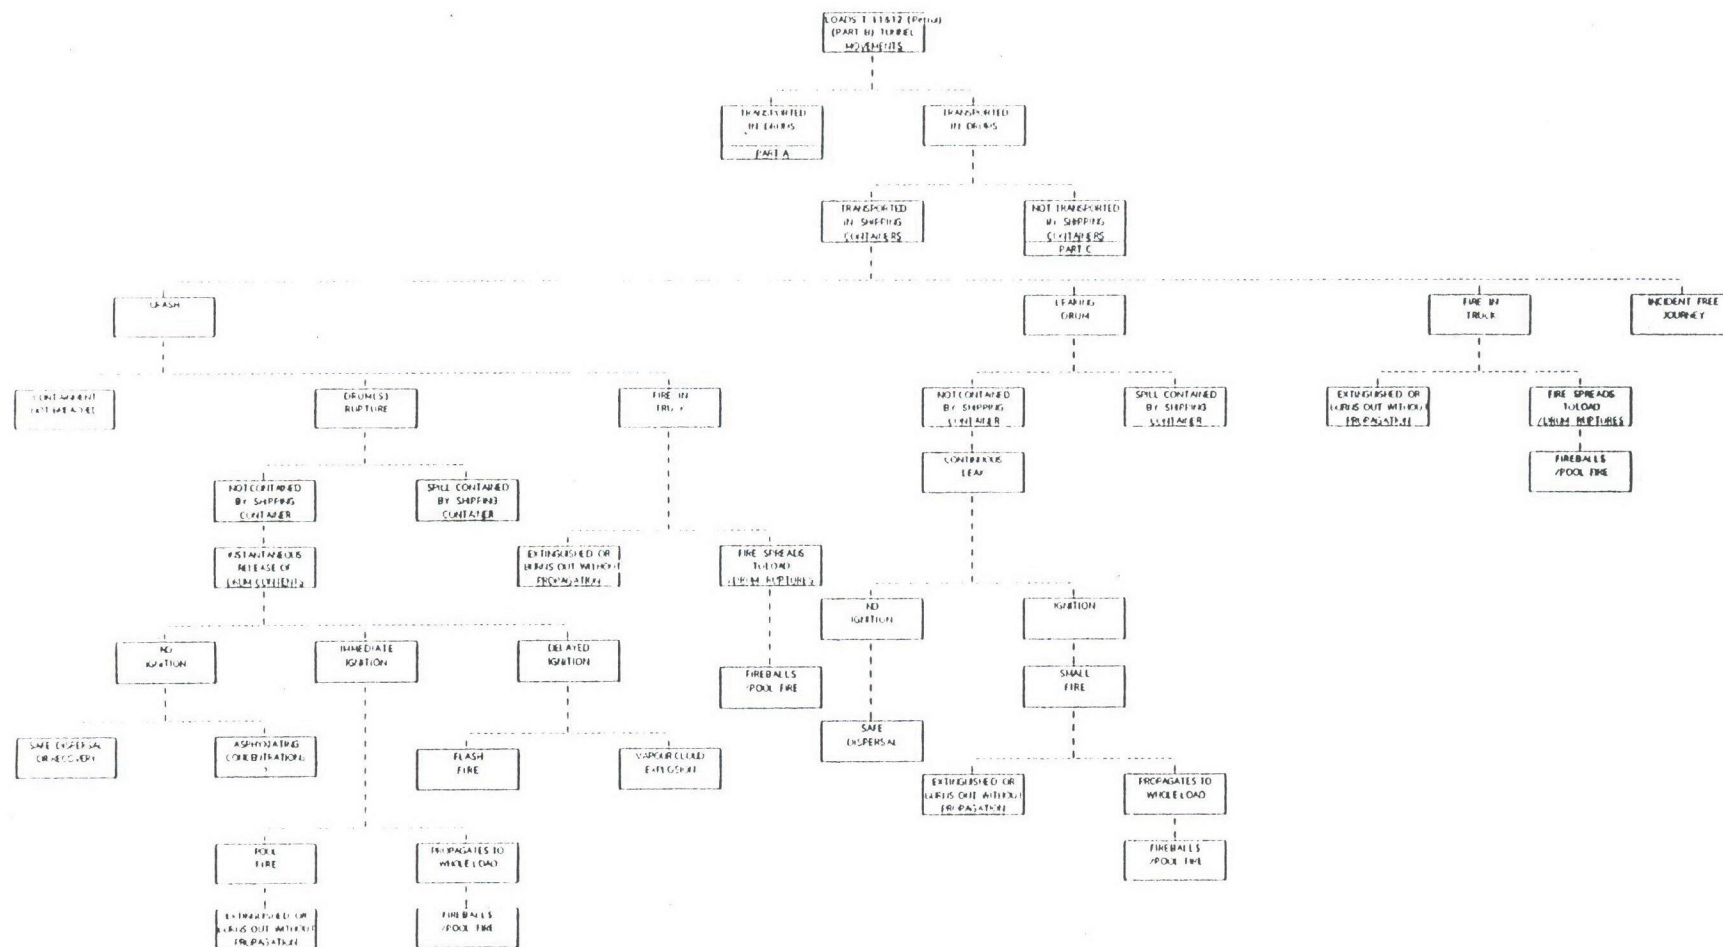 LOADS T 11&12 (Petrol)
(PART B) TUNNEL
MOVEMENTS
TRANSPORTED
IN DRUMS
PART A
TRANSPORTED
IN DRUMS
TRANSPORTED
IN SHIPPING
CONTAINERS
NOT TRANSPORTED
IN SHIPPING
CONTAINERS
PART C
CRASH
LEAKING
DRUM
FIRE IN
TRUCK
INCIDENT FREE
JOURNEY
CONTAINMENT
NOT BREACHED
DRUM(S)
RUPTURE
FIRE IN
TRUCK
NOT CONTAINED
BY SHIPPING
CONTAINER
SPILL CONTAINED
BY SHIPPING
CONTAINER
EXTINGUISHED OR
BURNS OUT WITHOUT
PROPAGATION
FIRE SPREADS
TO LOAD
/DRUM RUPTURES
CONTINUOUS
LEAK
FIREBALLS
/POOL FIRE
NOT CONTAINED
BY SHIPPING
CONTAINER
SPILL CONTAINED
BY SHIPPING
CONTAINER
INSTANTANEOUS
RELEASE OF
DRUM CONTENTS
EXTINGUISHED OR
BURNS OUT WITHOUT
PROPAGATION
FIRE SPREADS
TO LOAD
/DRUM RUPTURES
NO
IGNITION
IGNITION
NO
IGNITION
IMMEDIATE
IGNITION
DELAYED
IGNITION
FIREBALLS
/POOL FIRE
SMALL
FIRE
SAFE DISPERSAL
OR RECOVERY
ASPHYXIATING
CONCENTRATIONS
?
FLASH
FIRE
VAPOUR CLOUD
EXPLOSION
SAFE
DISPERSAL
EXTINGUISHED OR
BURNS OUT WITHOUT
PROPAGATION
PROPAGATES TO
WHOLE LOAD
POOL
FIRE
PROPAGATES TO
WHOLE LOAD
FIREBALLS
/POOL FIRE
EXTINGUISHED OR
BURNS OUT WITHOUT
PROPAGATION
FIREBALLS
/POOL FIRE